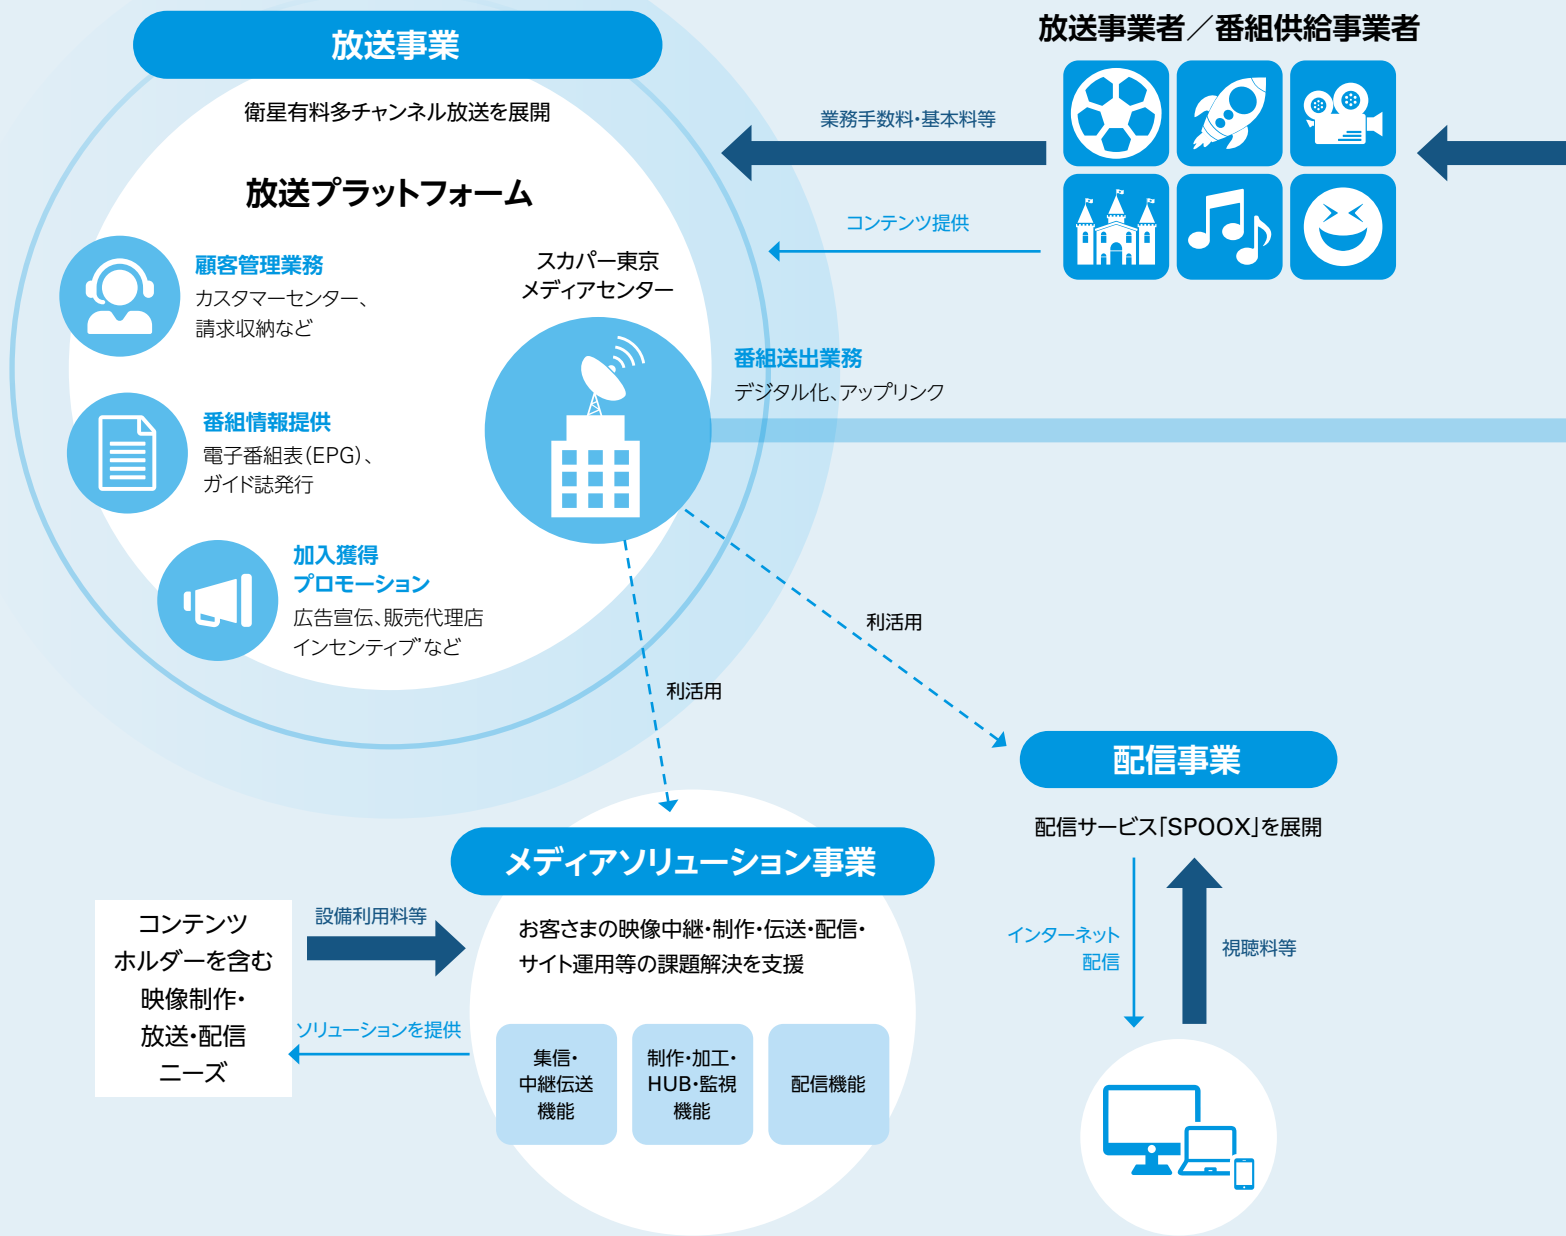 放送事業
衛星有料多チャンネル放送を展開
放送プラットフォーム
顧客管理業務
カスタマーセンター、
請求収納など
番組情報提供
電子番組表(EPG)、
ガイド誌発行
加入獲得
プロモーション
広告宣伝、販売代理店
インセンティブ*など
スカパー東京
メディアセンター
番組送出業務
デジタル化、アップリンク
放送事業者／番組供給事業者
業務手数料・基本料等
コンテンツ提供
利活用
利活用
メディアソリューション事業
お客さまの映像中継・制作・伝送・配信・
サイト運用等の課題解決を支援
集信・
中継伝送
機能
制作・加工・
HUB・監視
機能
配信機能
コンテンツ
ホルダーを含む
映像制作・
放送・配信
ニーズ
設備利用料等
ソリューションを提供
配信事業
配信サービス「SPOOX」を展開
インターネット
配信
視聴料等